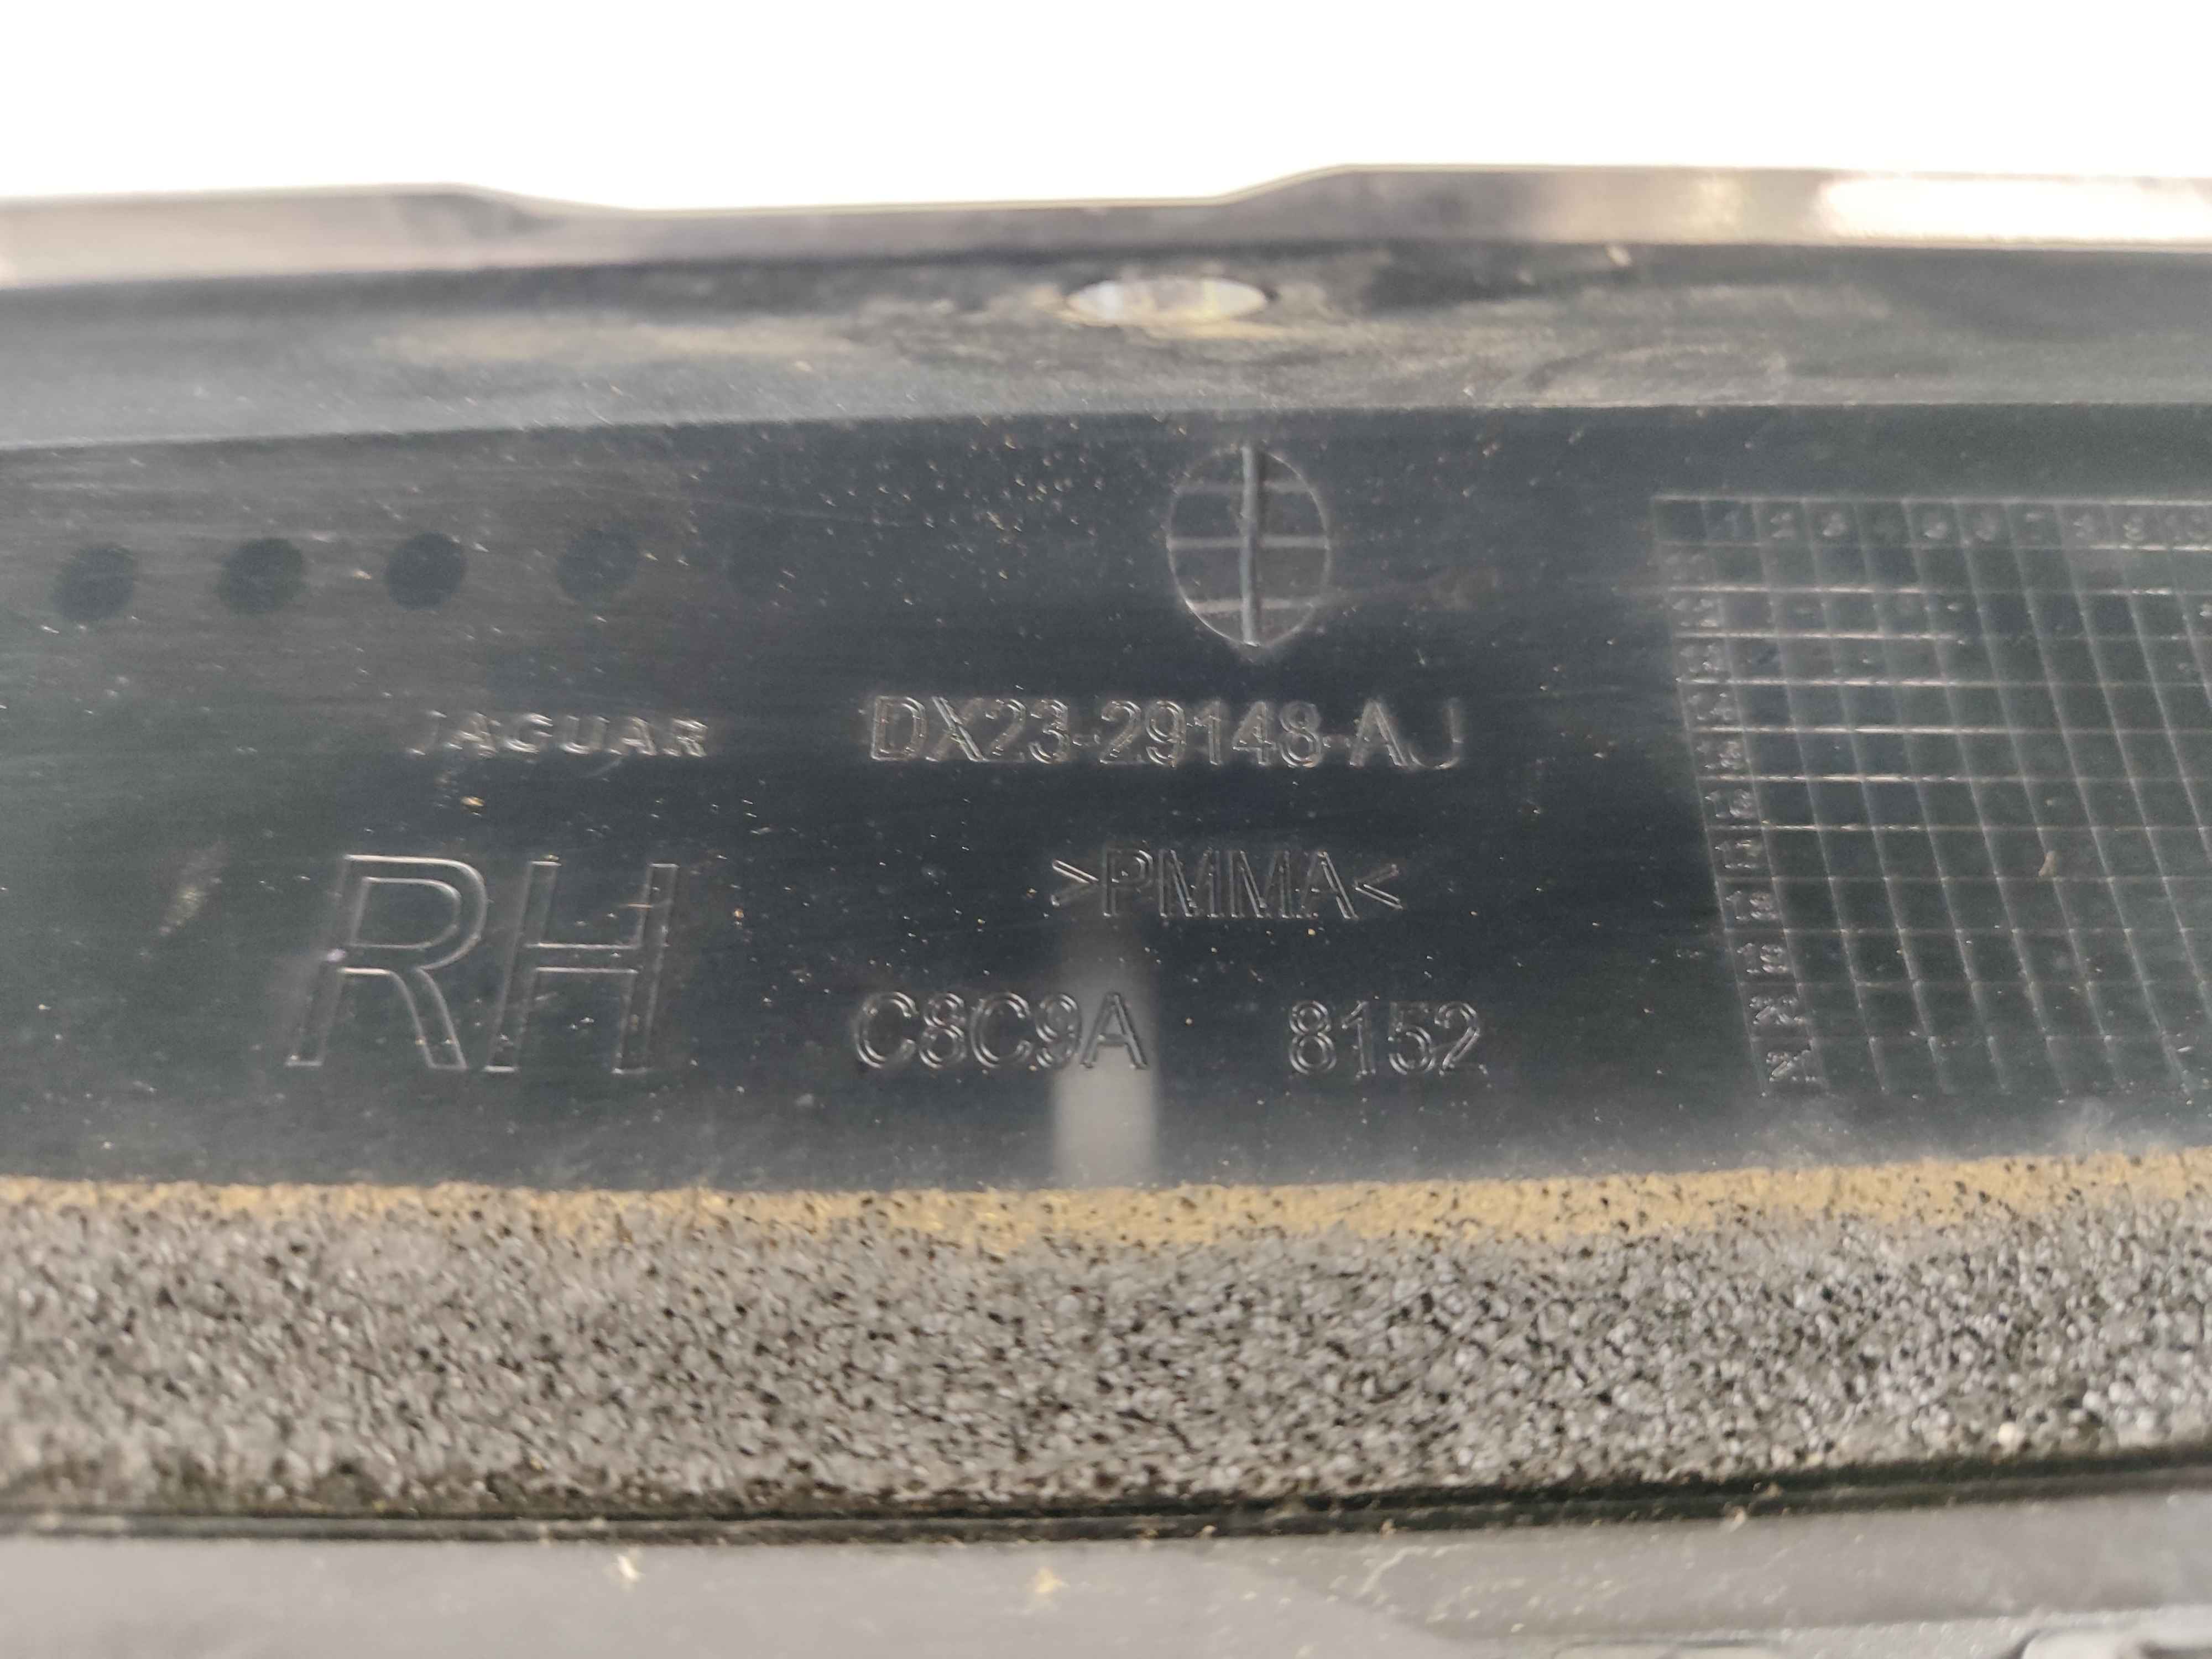 JAGUAR DX23-29148-AJ
RH >PMMA<
C8C9A 8152